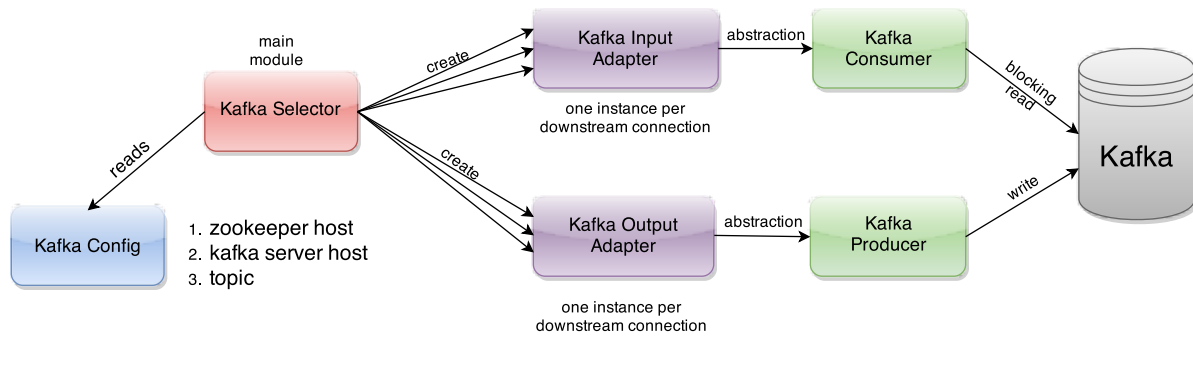 main
module
Kafka Selector
reads
Kafka Config
1. zookeeper host
2. kafka server host
3. topic
create
create
Kafka Input
Adapter
one instance per
downstream connection
abstraction
Kafka
Consumer
blocking
read
Kafka Output
Adapter
one instance per
downstream connection
abstraction
Kafka
Producer
write
Kafka